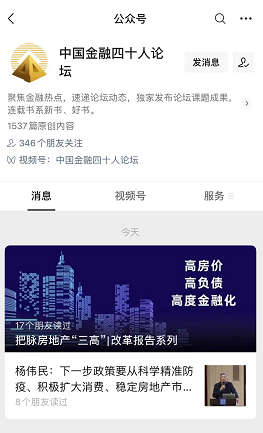 公众号
中国金融四十人论
坛
发消息
聚焦金融热点，速递论坛动态，独家发布论坛课题成果，
连载书系新书、好书。
1537篇原创内容
346个朋友关注
视频号：中国金融四十人论坛
消息
视频号
服务
今天
高房价
高负债
高度金融化
17个朋友读过
把脉房地产“三高”|改革报告系列
杨伟民：下一步政策要从科学精准防
疫、积极扩大消费、稳定房地产市...
8个朋友读过